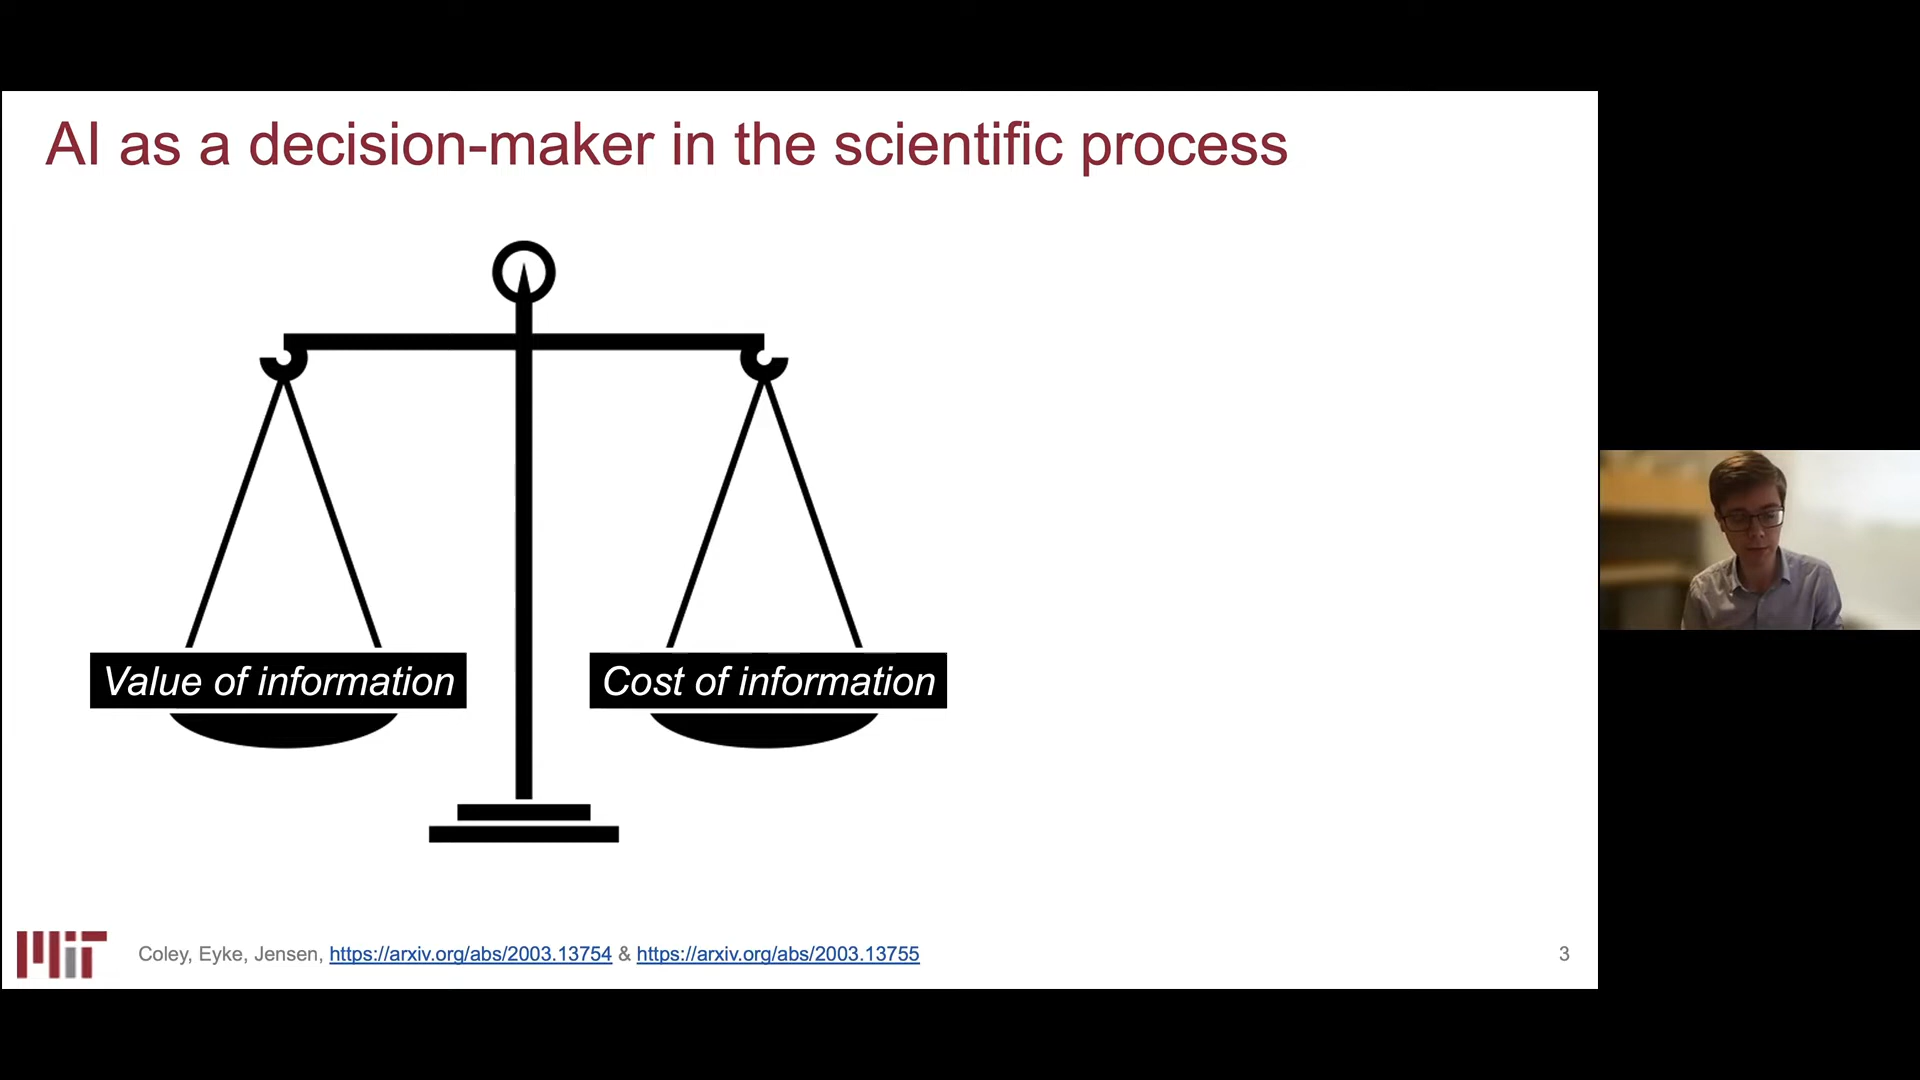 AI as a decision-maker in the scientific process
Value of information
Cost of information
MIT
Coley, Eyke, Jensen, https://arxiv.org/abs/2003.13754 & https://arxiv.org/abs/2003.13755
3